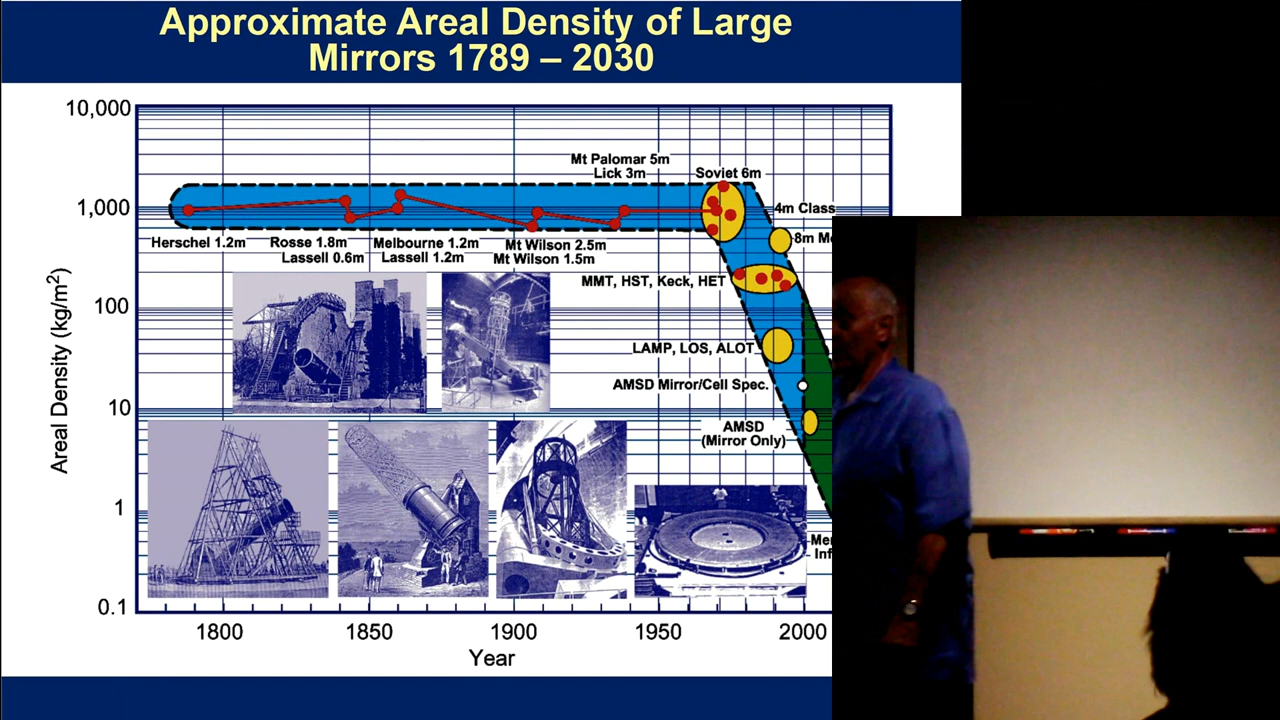 Approximate Areal Density of Large
Mirrors 1789 – 2030
10,000
1,000
100
10
1
0.1
Areal Density (kg/m²)
Mt Palomar 5m
Lick 3m
Soviet 6m
4m Class
Herschel 1.2m
Rosse 1.8m
Lassell 0.6m
Melbourne 1.2m
Lassell 1.2m
Mt Wilson 2.5m
Mt Wilson 1.5m
8m
MMT, HST, Keck, HET
LAMP, LOS, ALOT
AMSD Mirror/Cell Spec.
AMSD
(Mirror Only)
1800
1850
1900
1950
2000
Year